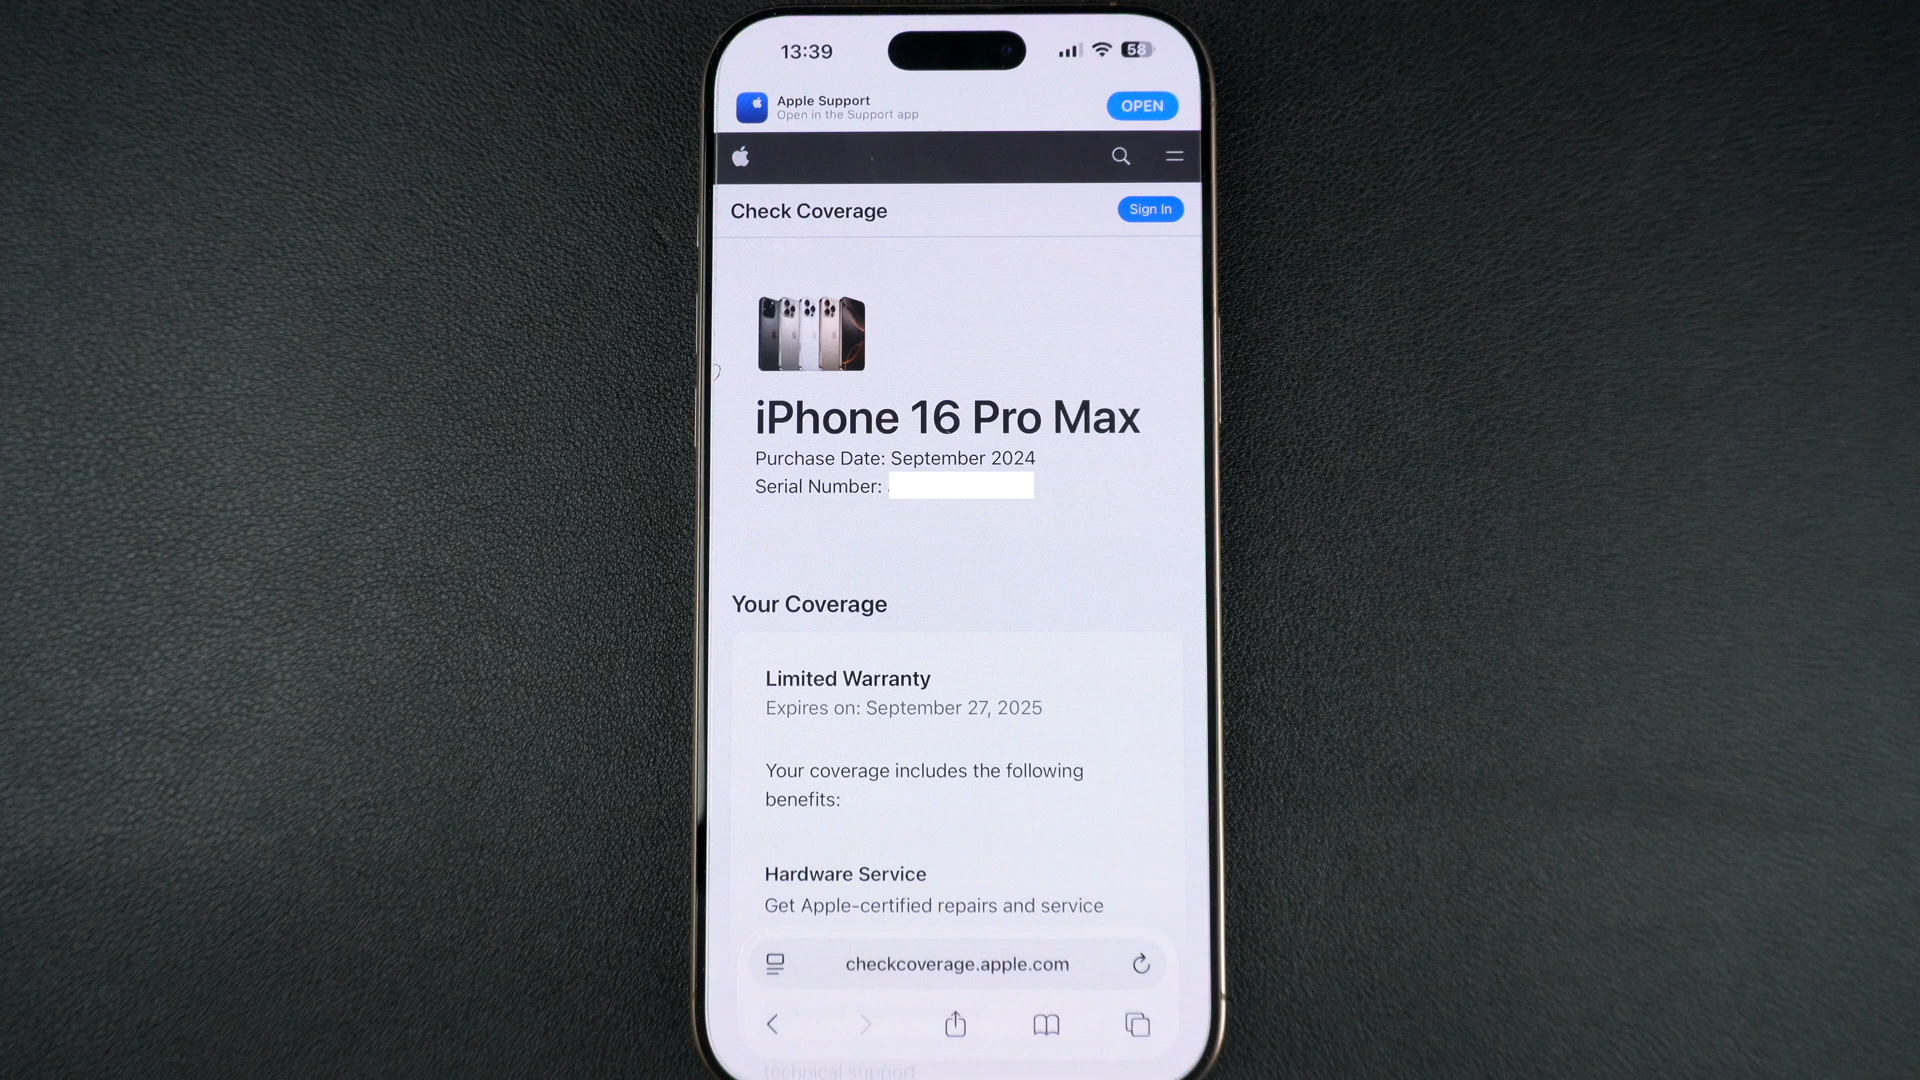 13:39
58
Apple Support
Open in the Support app
OPEN
Check Coverage
Sign In
iPhone 16 Pro Max
Purchase Date: September 2024
Serial Number:
Your Coverage
Limited Warranty
Expires on: September 27, 2025
Your coverage includes the following
benefits:
Hardware Service
Get Apple-certified repairs and service
checkcoverage.apple.com
technical support